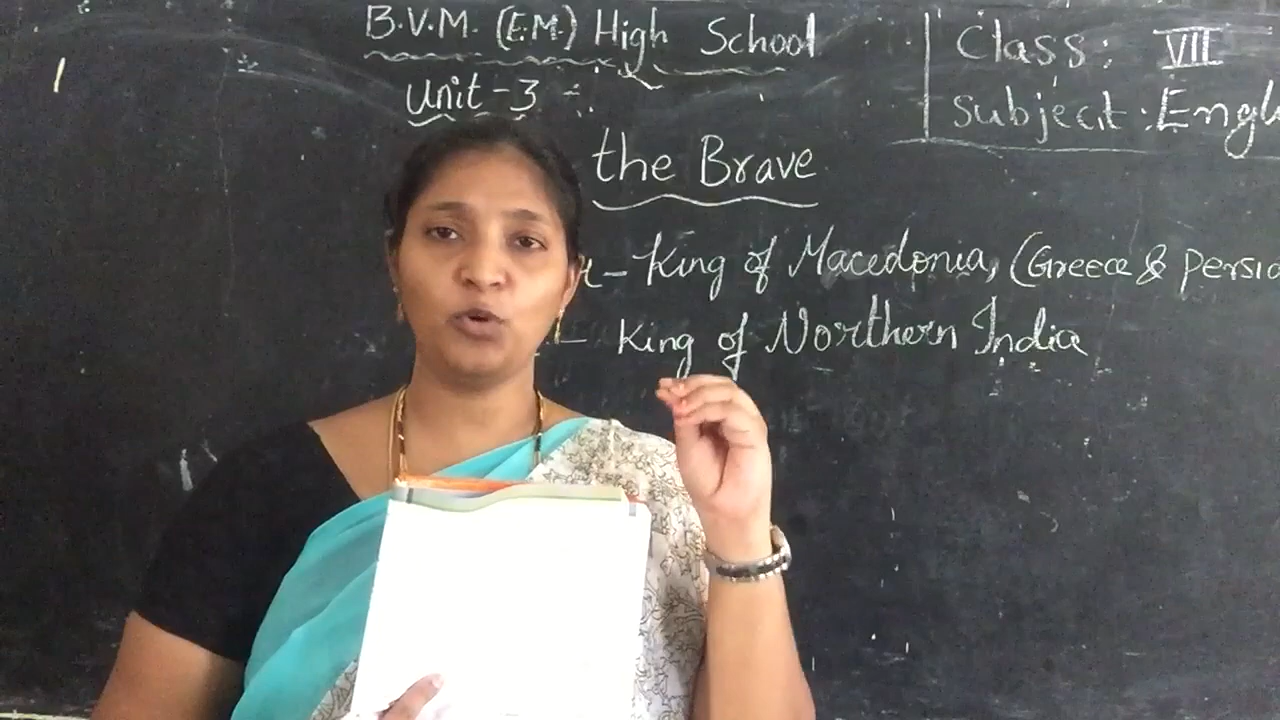 B.V.M. (E.M.) High School
Class: VII
Unit-3 :.
Subject: Engl
the Brave
r - King of Macedonia, (Greece & Persia
- King of Northern India